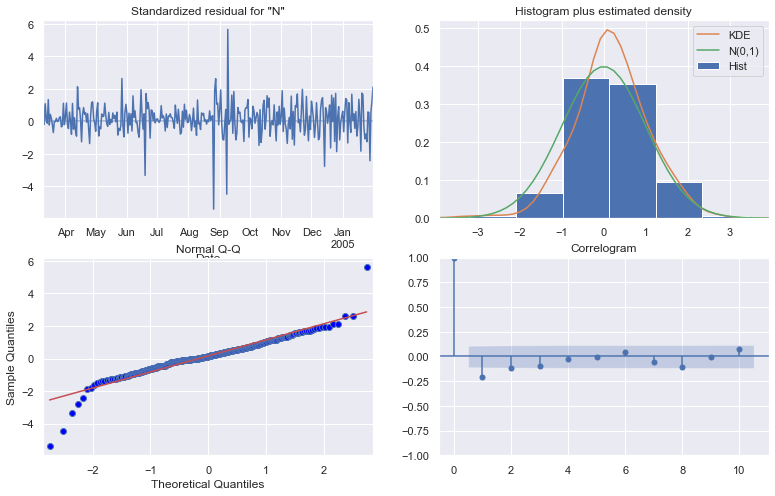 Standardized residual for "N"
6
4
2
0
−2
−4
Apr May Jun Jul Aug Sep Oct Nov Dec Jan
2005
Date
Histogram plus estimated density
0.5
0.4
0.3
0.2
0.1
0.0
KDE
N(0,1)
Hist
−3 −2 −1 0 1 2 3
Normal Q-Q
Sample Quantiles
6
4
2
0
−2
−4
−2 −1 0 1 2
Theoretical Quantiles
Correlogram
1.00
0.75
0.50
0.25
0.00
−0.25
−0.50
−0.75
−1.00
0 2 4 6 8 10